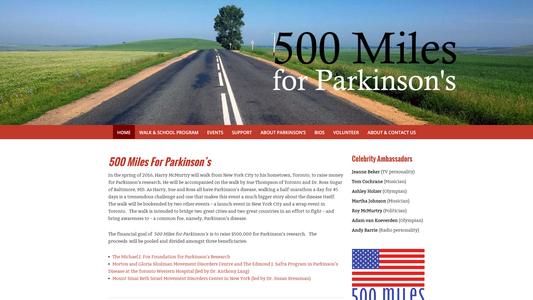 500 Miles
for Parkinson's
HOME WALK & SCHOOL PROGRAM EVENTS SUPPORT ABOUT PARKINSON'S BIOS VOLUNTEER ABOUT & CONTACT US
500 Miles For Parkinson's
In the spring of 2016, Harry McMurtry will walk from New York City to his hometown, Toronto, to raise money
for Parkinson's research. He will be accompanied on the walk by Sue Thompson of Toronto and Dr. Ross Sugar
of Baltimore, MD. As Harry, Sue and Ross all have Parkinson's disease, walking a half marathon a day for 45
days is a tremendous challenge and one that makes this event a much bigger story about the disease itself.
The walk will be bookended by two other events – a launch event in New York City and a wrap event in
Toronto. The walk is intended to bridge two great cities and two great countries in an effort to fight – and
bring awareness to – a common foe, namely, Parkinson's disease.
The financial goal of 500 Miles for Parkinson's is to raise $500,000 for Parkinson's research. The
proceeds will be pooled and divided amongst three beneficiaries:
• The Michael J. Fox Foundation for Parkinson's Research
• Morton and Gloria Shulman Movement Disorders Centre and The Edmond J. Safra Program in Parkinson's
Disease at the Toronto Western Hospital (led by Dr. Anthony Lang)
• Mount Sinai Beth Israel Movement Disorders Center in New York (led by Dr. Susan Bressman)
Celebrity Ambassadors
Jeanne Beker (TV personality)
Tom Cochrane (Musician)
Ashley Holzer (Olympian)
Martha Johnson (Musician)
Roy McMurtry (Politician)
Adam van Koeverden (Olympian)
Andy Barrie (Radio personality)
500 miles